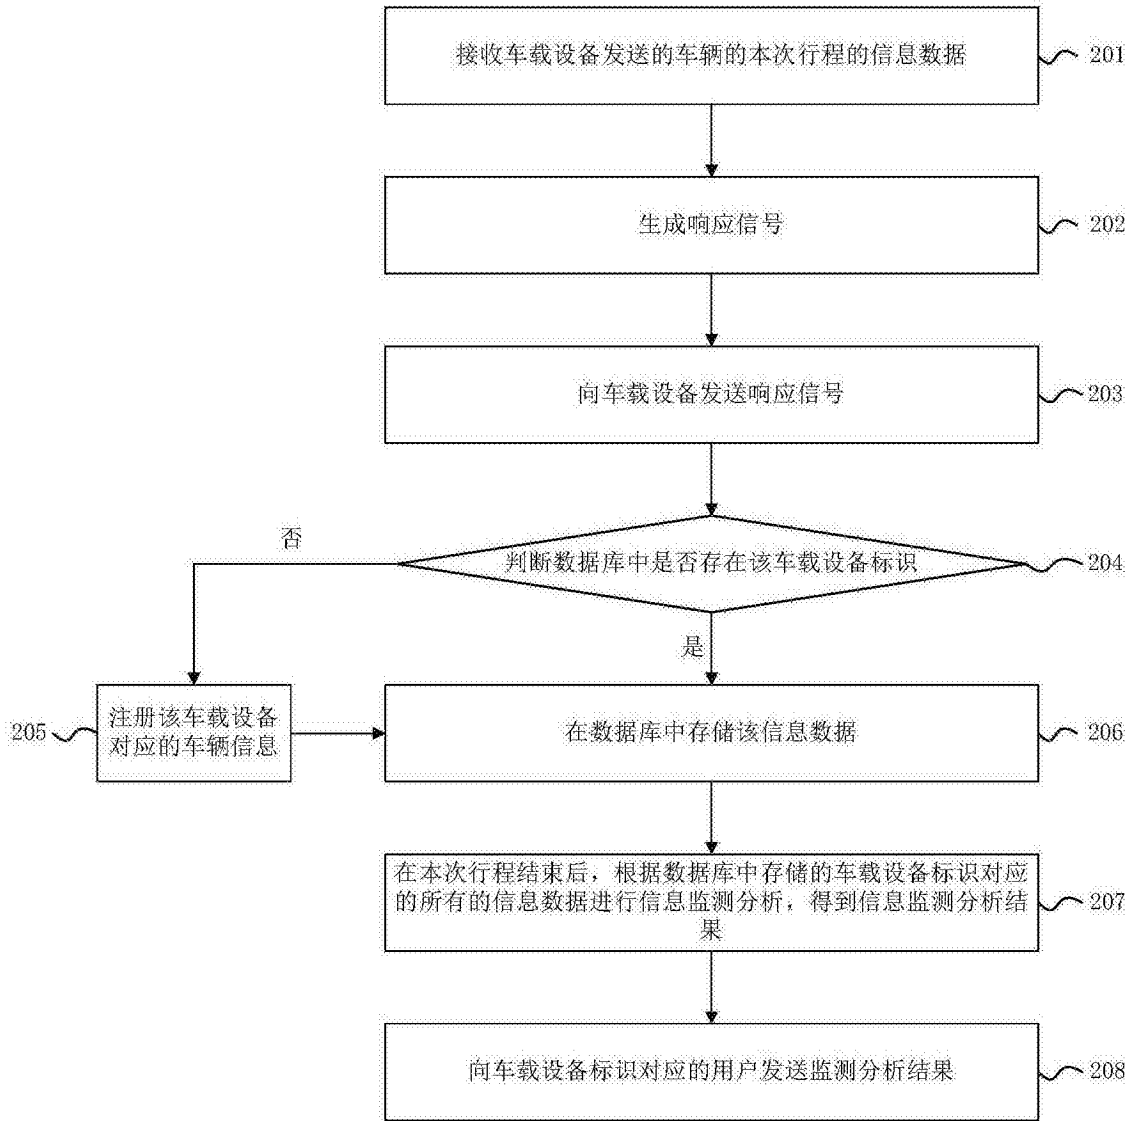 接收车载设备发送的车辆的本次行程的信息数据
201
生成响应信号
202
向车载设备发送响应信号
203
否
判断数据库中是否存在该车载设备标识
204
是
205
注册该车载设备
对应的车辆信息
在数据库中存储该信息数据
206
在本次行程结束后，根据数据库中存储的车载设备标识对应
的所有的信息数据进行信息监测分析，得到信息监测分析结
果
207
向车载设备标识对应的用户发送监测分析结果
208